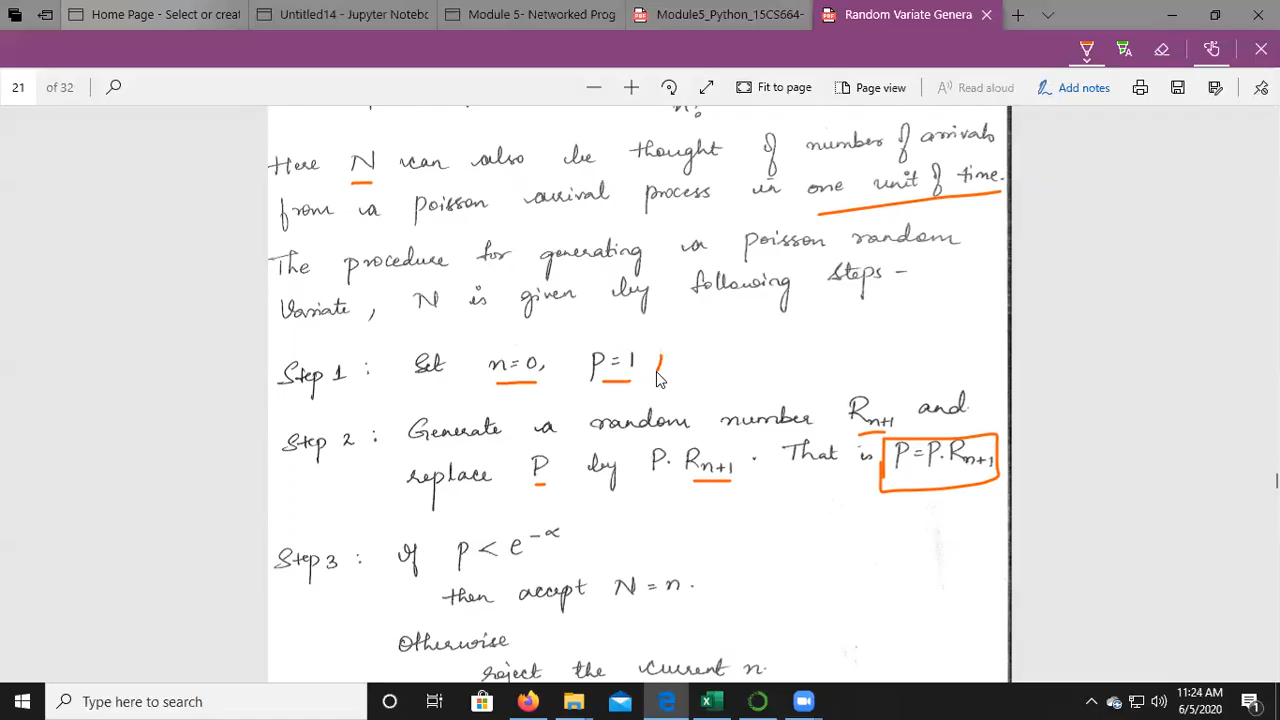 Home Page - Select or creat
Untitled14 - Jupyter Notebo
Module 5- Networked Prog
Module5_Python_15CS664-
Random Variate Genera
21 of 32
Fit to page
Page view
Read aloud
Add notes
n!
Here N can also be thought of number of arrivals
from a poisson arrival process in one unit of time.
The procedure for generating a poisson random
Variate, N is given by following steps -
Step 1 : Set n=0, P=1
Step 2 : Generate a random number Rn+1 and
replace P by P. Rn+1 . That is P=P.Rn+1
Step 3 : If P < e^-α
then accept N = n.
Otherwise
reject the current n.
Type here to search
11:24 AM
6/5/2020
1